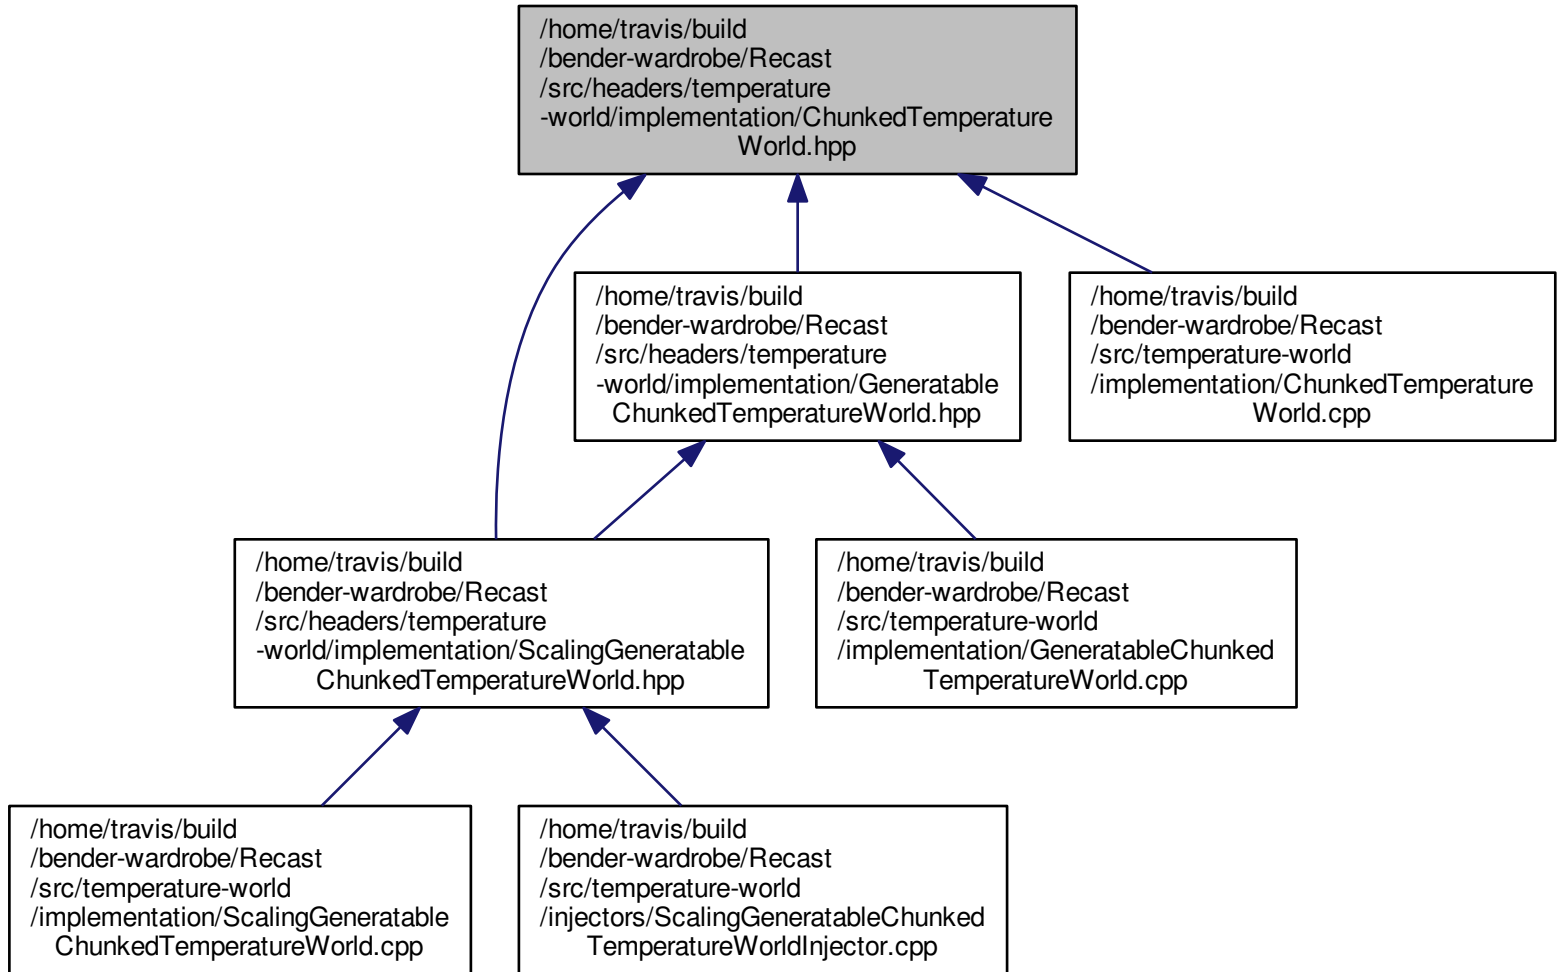 /home/travis/build
/bender-wardrobe/Recast
/src/headers/temperature
-world/implementation/ChunkedTemperature
World.hpp
/home/travis/build
/bender-wardrobe/Recast
/src/headers/temperature
-world/implementation/Generatable
ChunkedTemperatureWorld.hpp
/home/travis/build
/bender-wardrobe/Recast
/src/temperature-world
/implementation/ChunkedTemperature
World.cpp
/home/travis/build
/bender-wardrobe/Recast
/src/headers/temperature
-world/implementation/ScalingGeneratable
ChunkedTemperatureWorld.hpp
/home/travis/build
/bender-wardrobe/Recast
/src/temperature-world
/implementation/GeneratableChunked
TemperatureWorld.cpp
/home/travis/build
/bender-wardrobe/Recast
/src/temperature-world
/implementation/ScalingGeneratable
ChunkedTemperatureWorld.cpp
/home/travis/build
/bender-wardrobe/Recast
/src/temperature-world
/injectors/ScalingGeneratableChunked
TemperatureWorldInjector.cpp